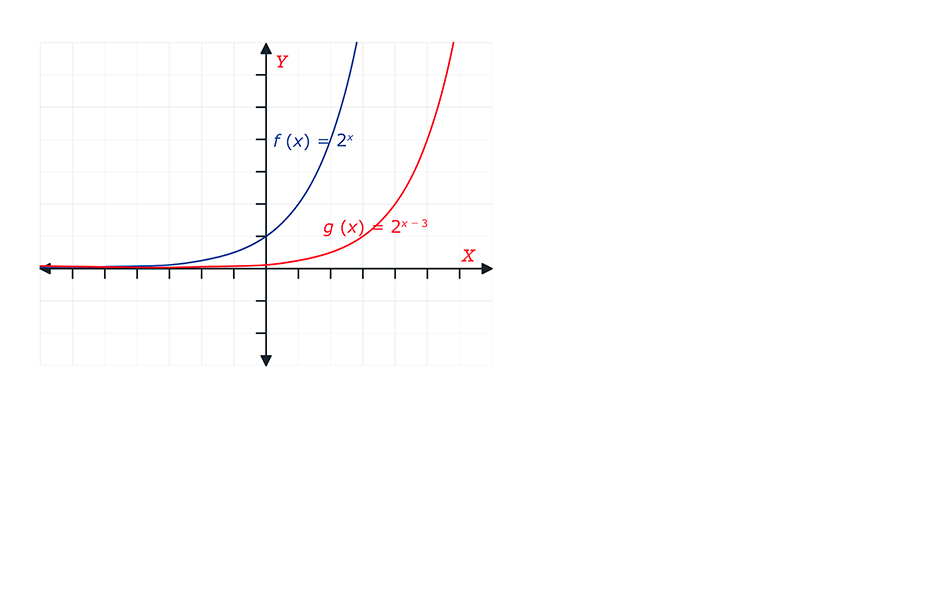 Y
f (x) = 2ˣ
g (x) = 2ˣ⁻³
X